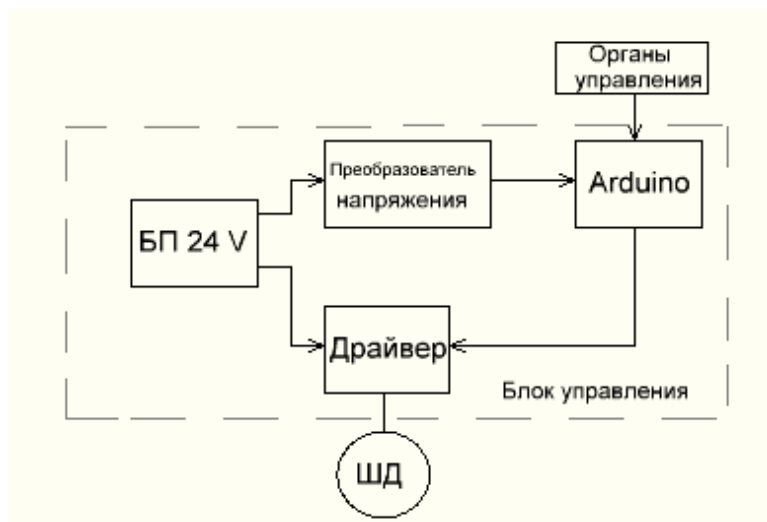 Органы
управления
Преобразователь
напряжения
Arduino
БП 24 V
Драйвер
Блок управления
ШД